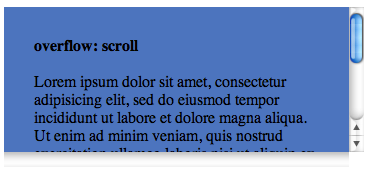 overflow: scroll
Lorem ipsum dolor sit amet, consectetur
adipisicing elit, sed do eiusmod tempor
incididunt ut labore et dolore magna aliqua.
Ut enim ad minim veniam, quis nostrud